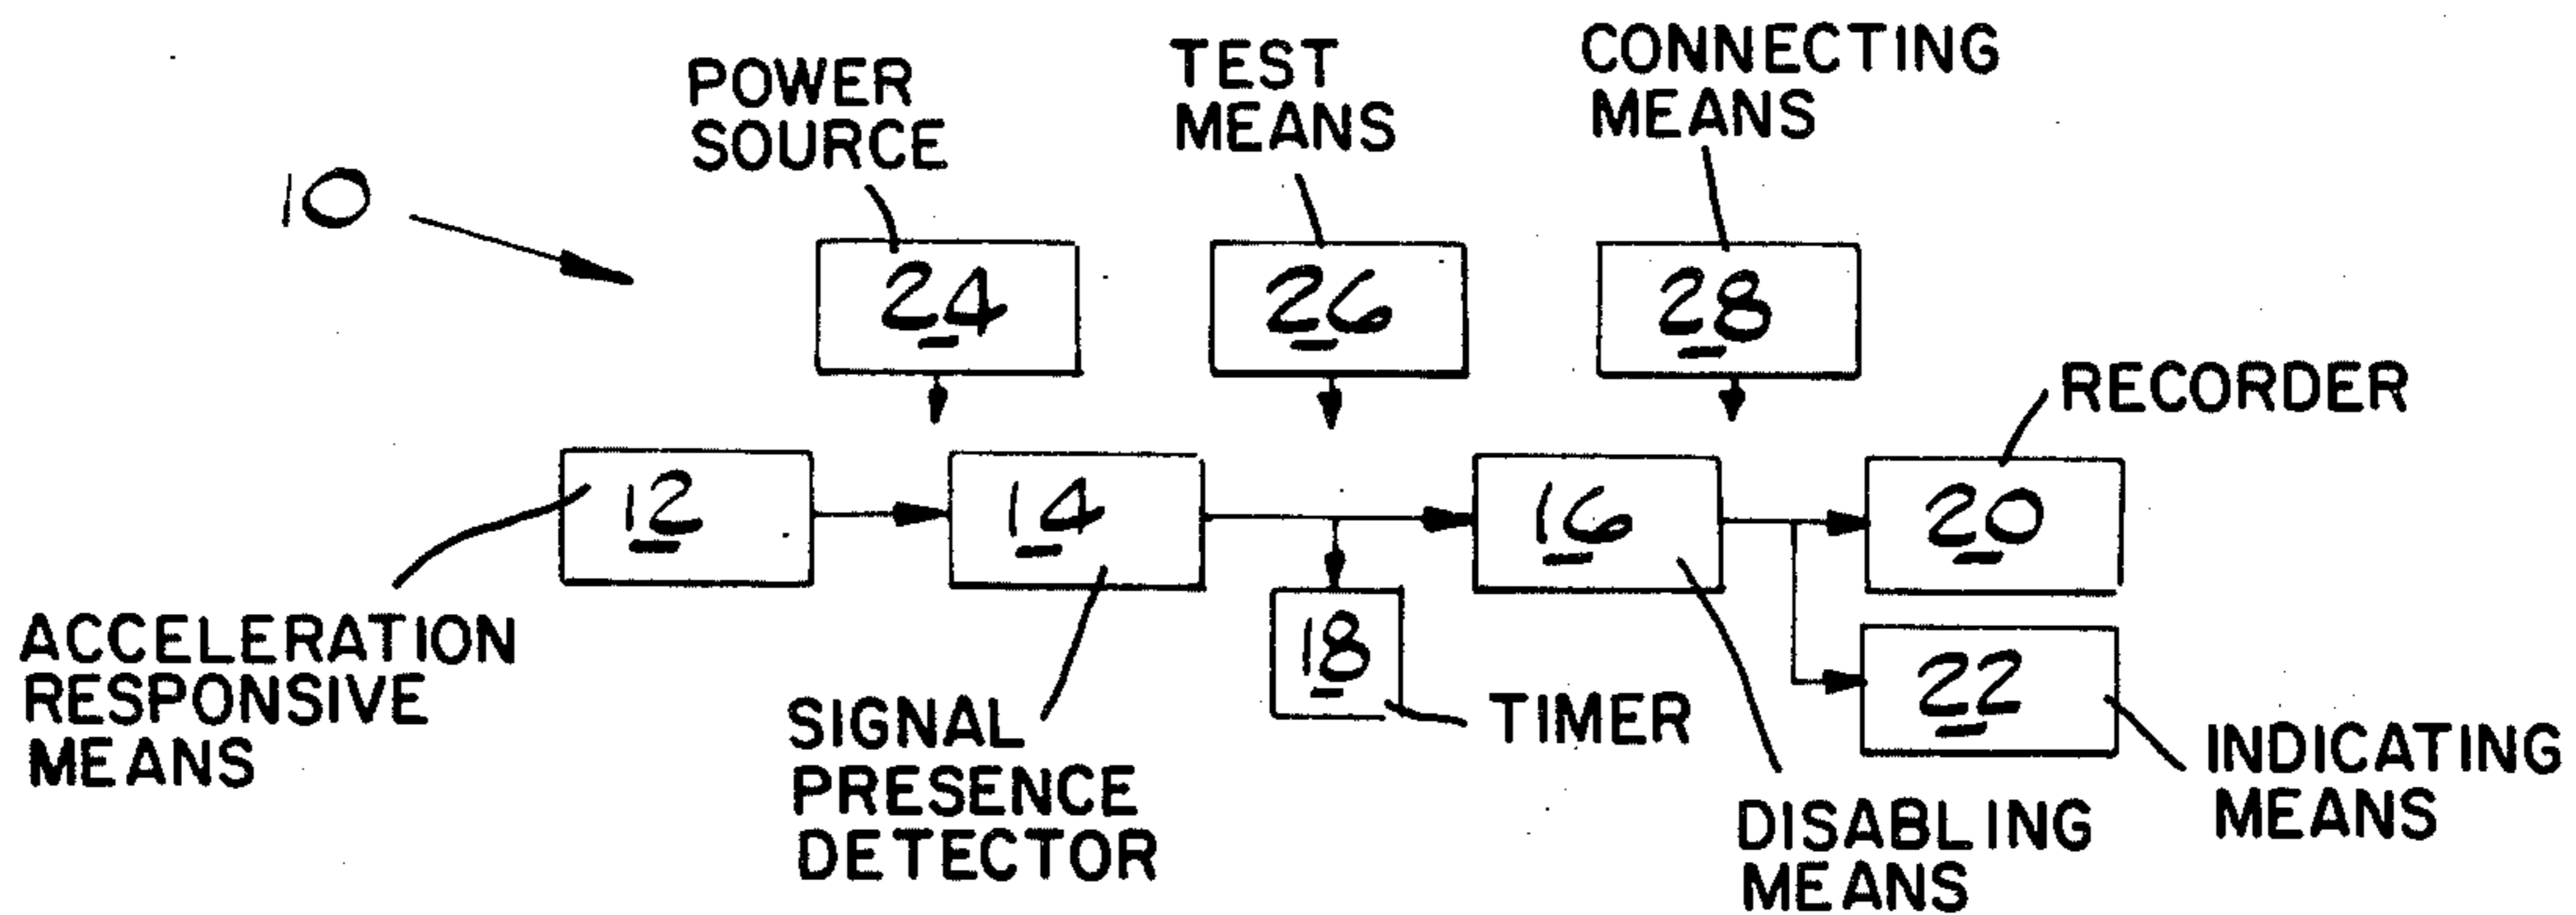 POWER
SOURCE
TEST
MEANS
CONNECTING
MEANS
10
24
26
28
RECORDER
12
14
16
20
18
22
ACCELERATION
RESPONSIVE
MEANS
SIGNAL
PRESENCE
DETECTOR
TIMER
DISABLING
MEANS
INDICATING
MEANS